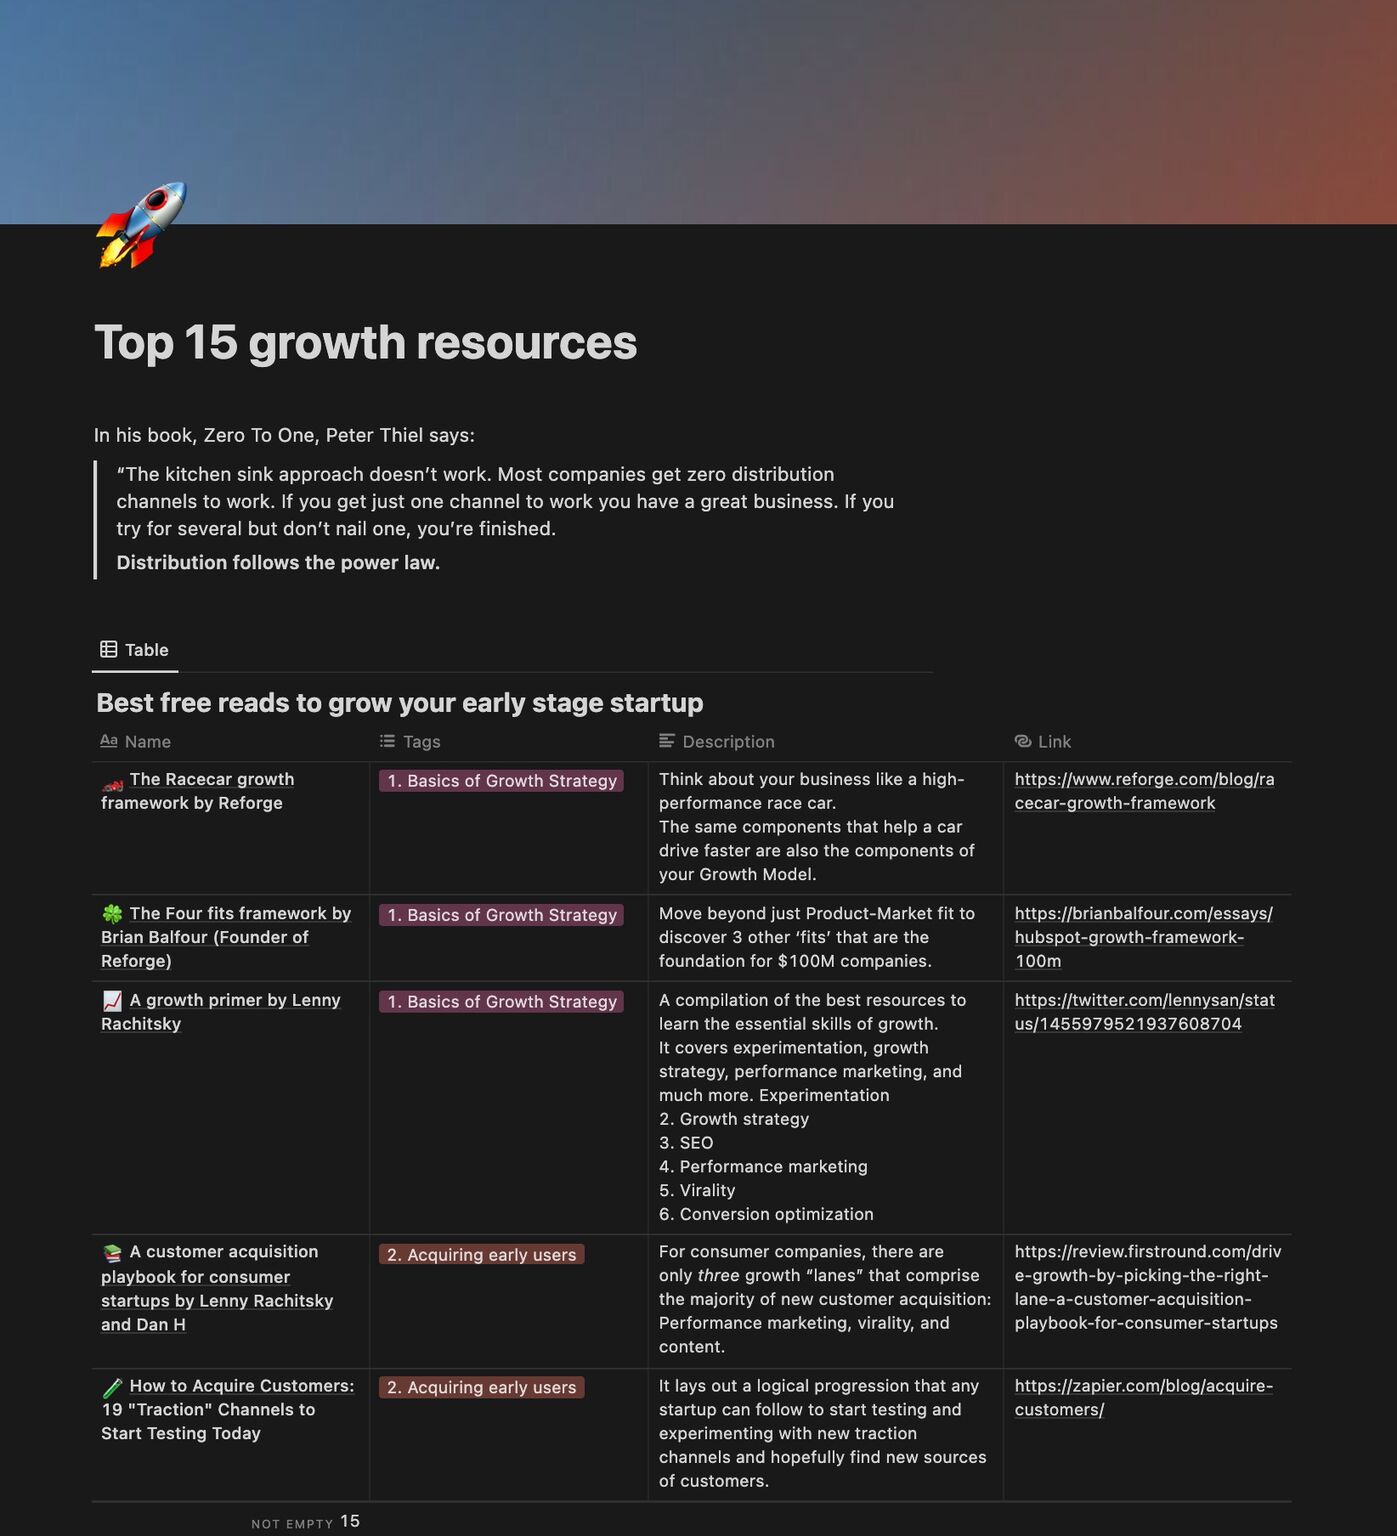 Top 15 growth resources
In his book, Zero To One, Peter Thiel says:
“The kitchen sink approach doesn’t work. Most companies get zero distribution
channels to work. If you get just one channel to work you have a great business. If you
try for several but don’t nail one, you’re finished.
Distribution follows the power law.
Table
Best free reads to grow your early stage startup
Aa Name
Tags
Description
Link
The Racecar growth
framework by Reforge
1. Basics of Growth Strategy
Think about your business like a high-
performance race car.
The same components that help a car
drive faster are also the components of
your Growth Model.
https://www.reforge.com/blog/ra
cecar-growth-framework
The Four fits framework by
Brian Balfour (Founder of
Reforge)
1. Basics of Growth Strategy
Move beyond just Product-Market fit to
discover 3 other ‘fits’ that are the
foundation for $100M companies.
https://brianbalfour.com/essays/
hubspot-growth-framework-
100m
A growth primer by Lenny
Rachitsky
1. Basics of Growth Strategy
A compilation of the best resources to
learn the essential skills of growth.
It covers experimentation, growth
strategy, performance marketing, and
much more. Experimentation
2. Growth strategy
3. SEO
4. Performance marketing
5. Virality
6. Conversion optimization
https://twitter.com/lennysan/stat
us/1455979521937608704
A customer acquisition
playbook for consumer
startups by Lenny Rachitsky
and Dan H
2. Acquiring early users
For consumer companies, there are
only three growth “lanes” that comprise
the majority of new customer acquisition:
Performance marketing, virality, and
content.
https://review.firstround.com/driv
e-growth-by-picking-the-right-
lane-a-customer-acquisition-
playbook-for-consumer-startups
How to Acquire Customers:
19 "Traction" Channels to
Start Testing Today
2. Acquiring early users
It lays out a logical progression that any
startup can follow to start testing and
experimenting with new traction
channels and hopefully find new sources
of customers.
https://zapier.com/blog/acquire-
customers/
NOT EMPTY 15